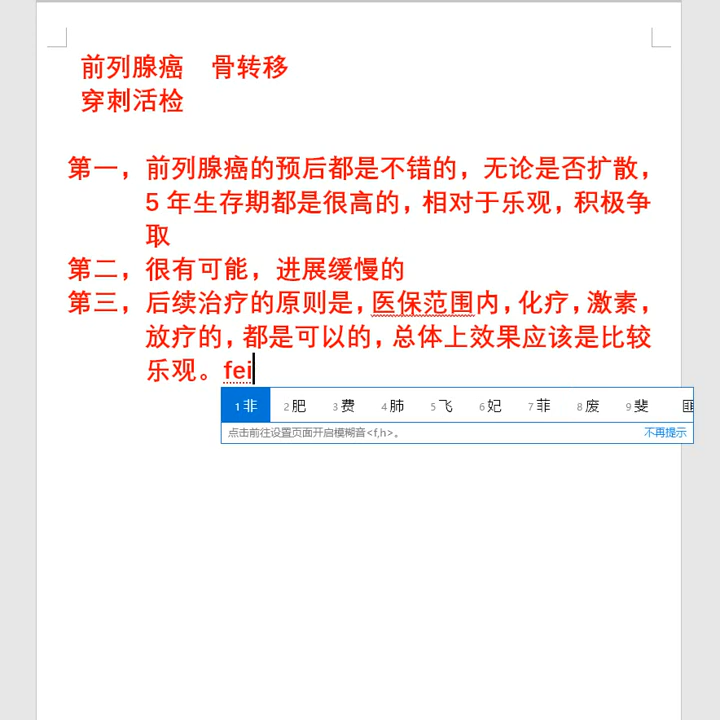 前列腺癌 骨转移
穿刺活检
第一，前列腺癌的预后都是不错的，无论是否扩散，
5年生存期都是很高的，相对于乐观，积极争
取
第二，很有可能，进展缓慢的
第三，后续治疗的原则是，医保范围内，化疗，激素，
放疗的，都是可以的，总体上效果应该是比较
乐观。fei
1非 2肥 3费 4肺 5飞 6妃 7菲 8废 9斐
点击前往设置页面开启模糊音<f,h>。 不再提示